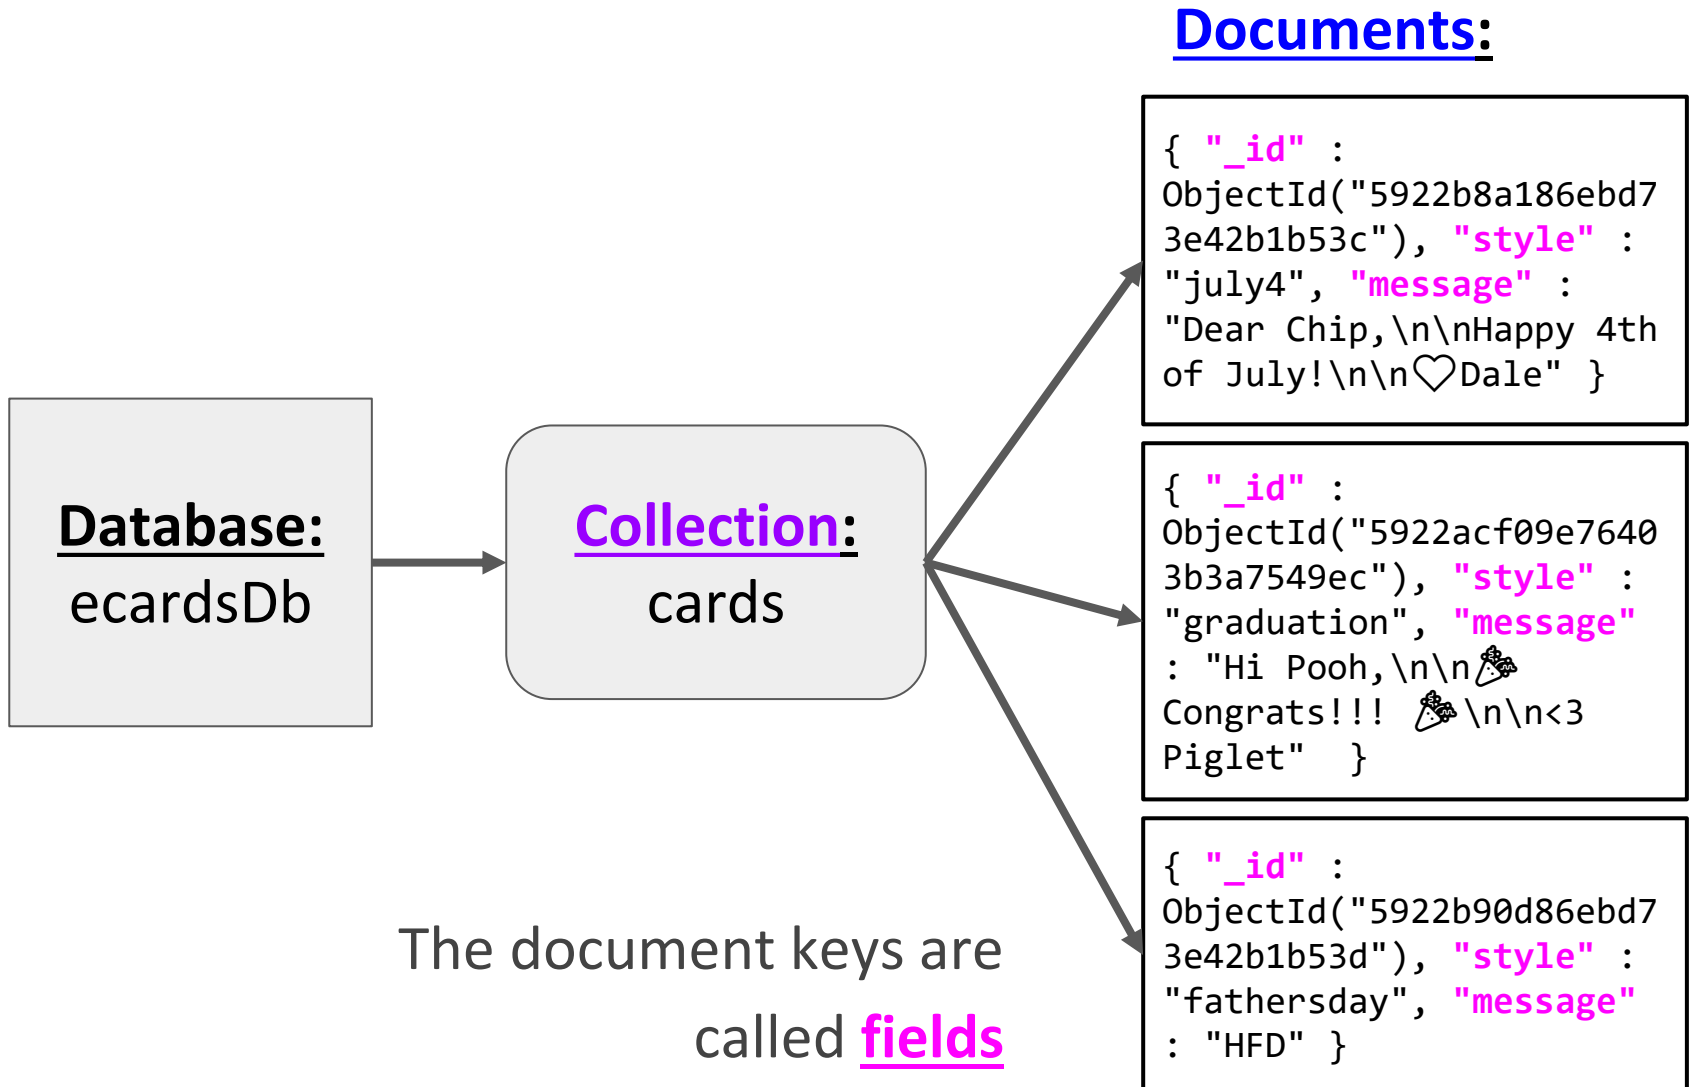 Documents:
{ "_id" :
ObjectId("5922b8a186ebd7
3e42b1b53c"), "style" :
"july4", "message" :
"Dear Chip,\n\nHappy 4th
of July!\n\n♡Dale" }
Database:
ecardsDb
Collection:
cards
{ "_id" :
ObjectId("5922acf09e7640
3b3a7549ec"), "style" :
"graduation", "message"
: "Hi Pooh,\n\n🎉
Congrats!!! 🎉\n\n<3
Piglet"  }
{ "_id" :
ObjectId("5922b90d86ebd7
3e42b1b53d"), "style" :
"fathersday", "message"
: "HFD" }
The document keys are
called fields